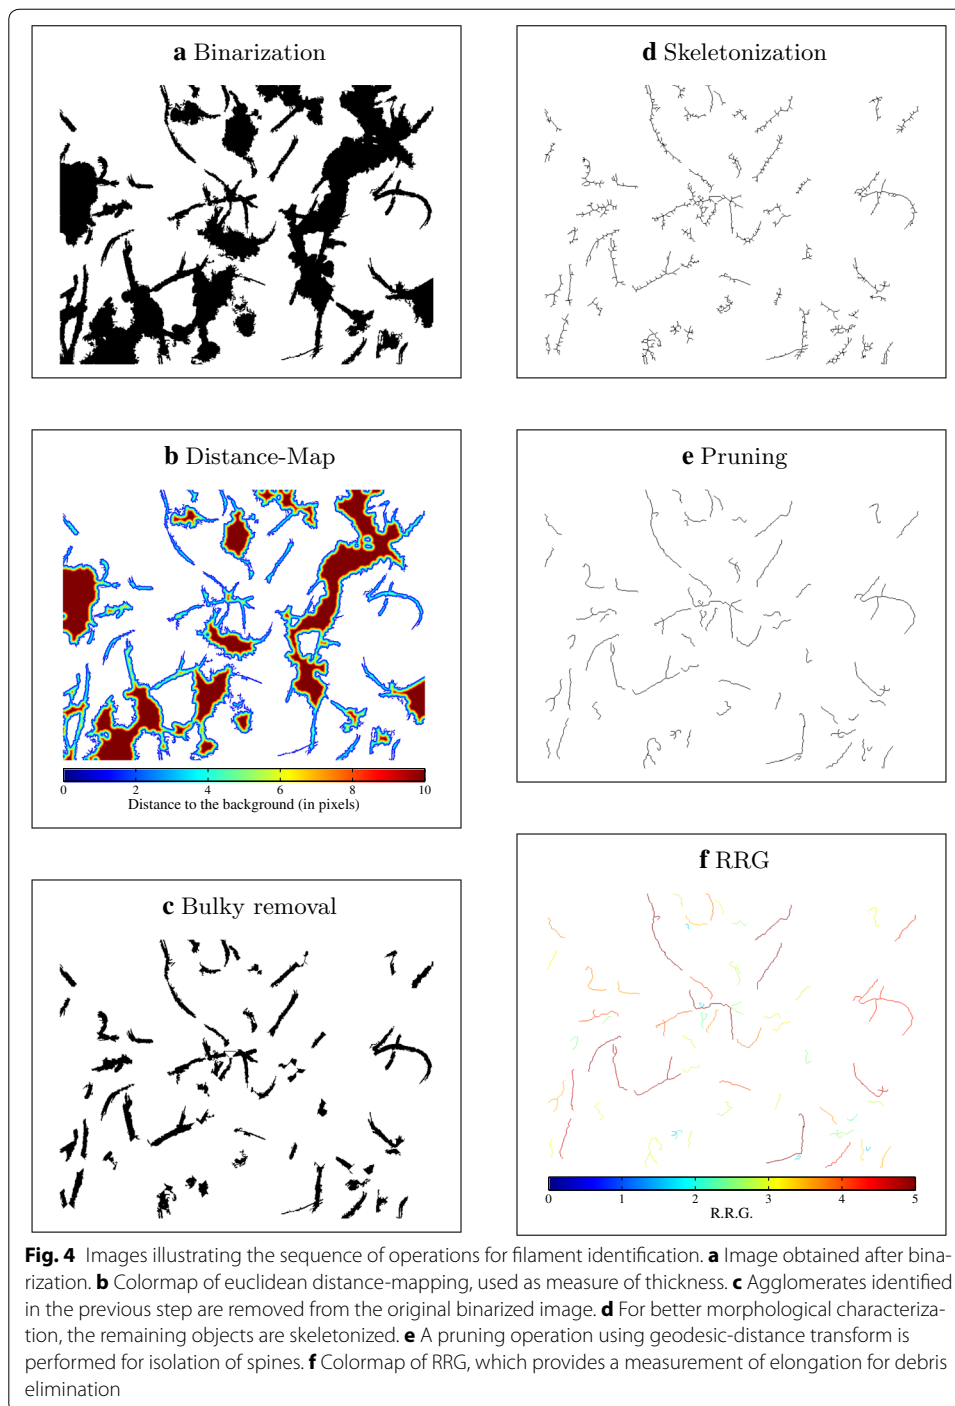 a Binarization
d Skeletonization
b Distance-Map
0 2 4 6 8 10
Distance to the background (in pixels)
e Pruning
c Bulky removal
f RRG
0 1 2 3 4 5
R.R.G.
Fig. 4 Images illustrating the sequence of operations for filament identification. a Image obtained after bina-
rization. b Colormap of euclidean distance-mapping, used as measure of thickness. c Agglomerates identified
in the previous step are removed from the original binarized image. d For better morphological characteriza-
tion, the remaining objects are skeletonized. e A pruning operation using geodesic-distance transform is
performed for isolation of spines. f Colormap of RRG, which provides a measurement of elongation for debris
elimination